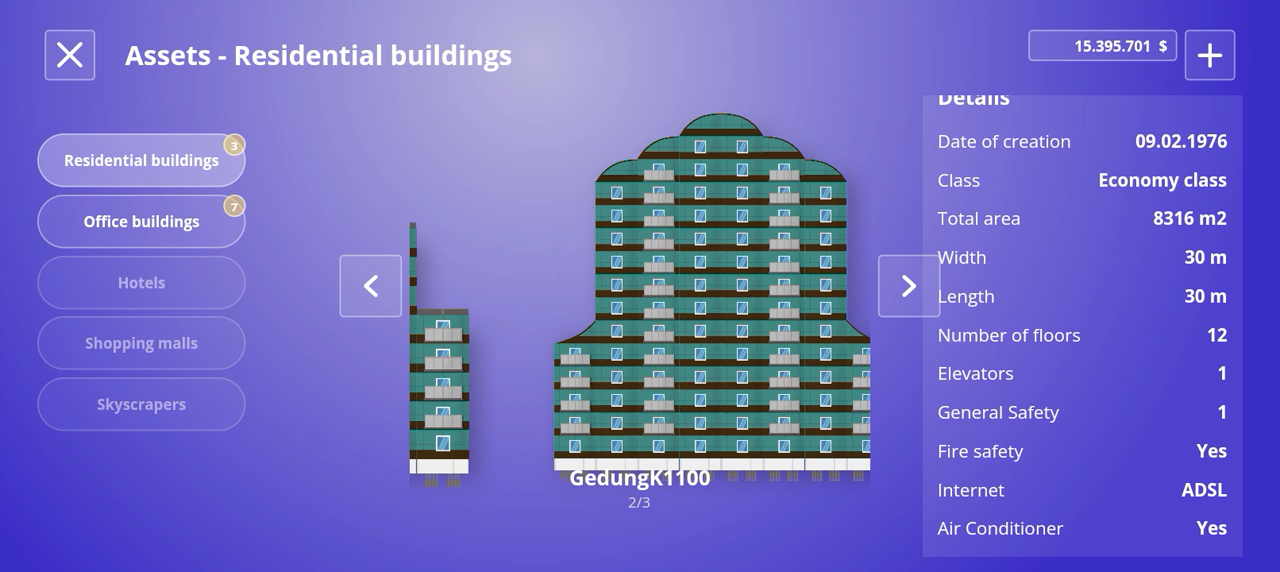 Assets - Residential buildings
15.395.701 $
Residential buildings
3
Office buildings
7
Hotels
Shopping malls
Skyscrapers
GedungK1100
2/3
Details
Date of creation 09.02.1976
Class Economy class
Total area 8316 m2
Width 30 m
Length 30 m
Number of floors 12
Elevators 1
General Safety 1
Fire safety Yes
Internet ADSL
Air Conditioner Yes